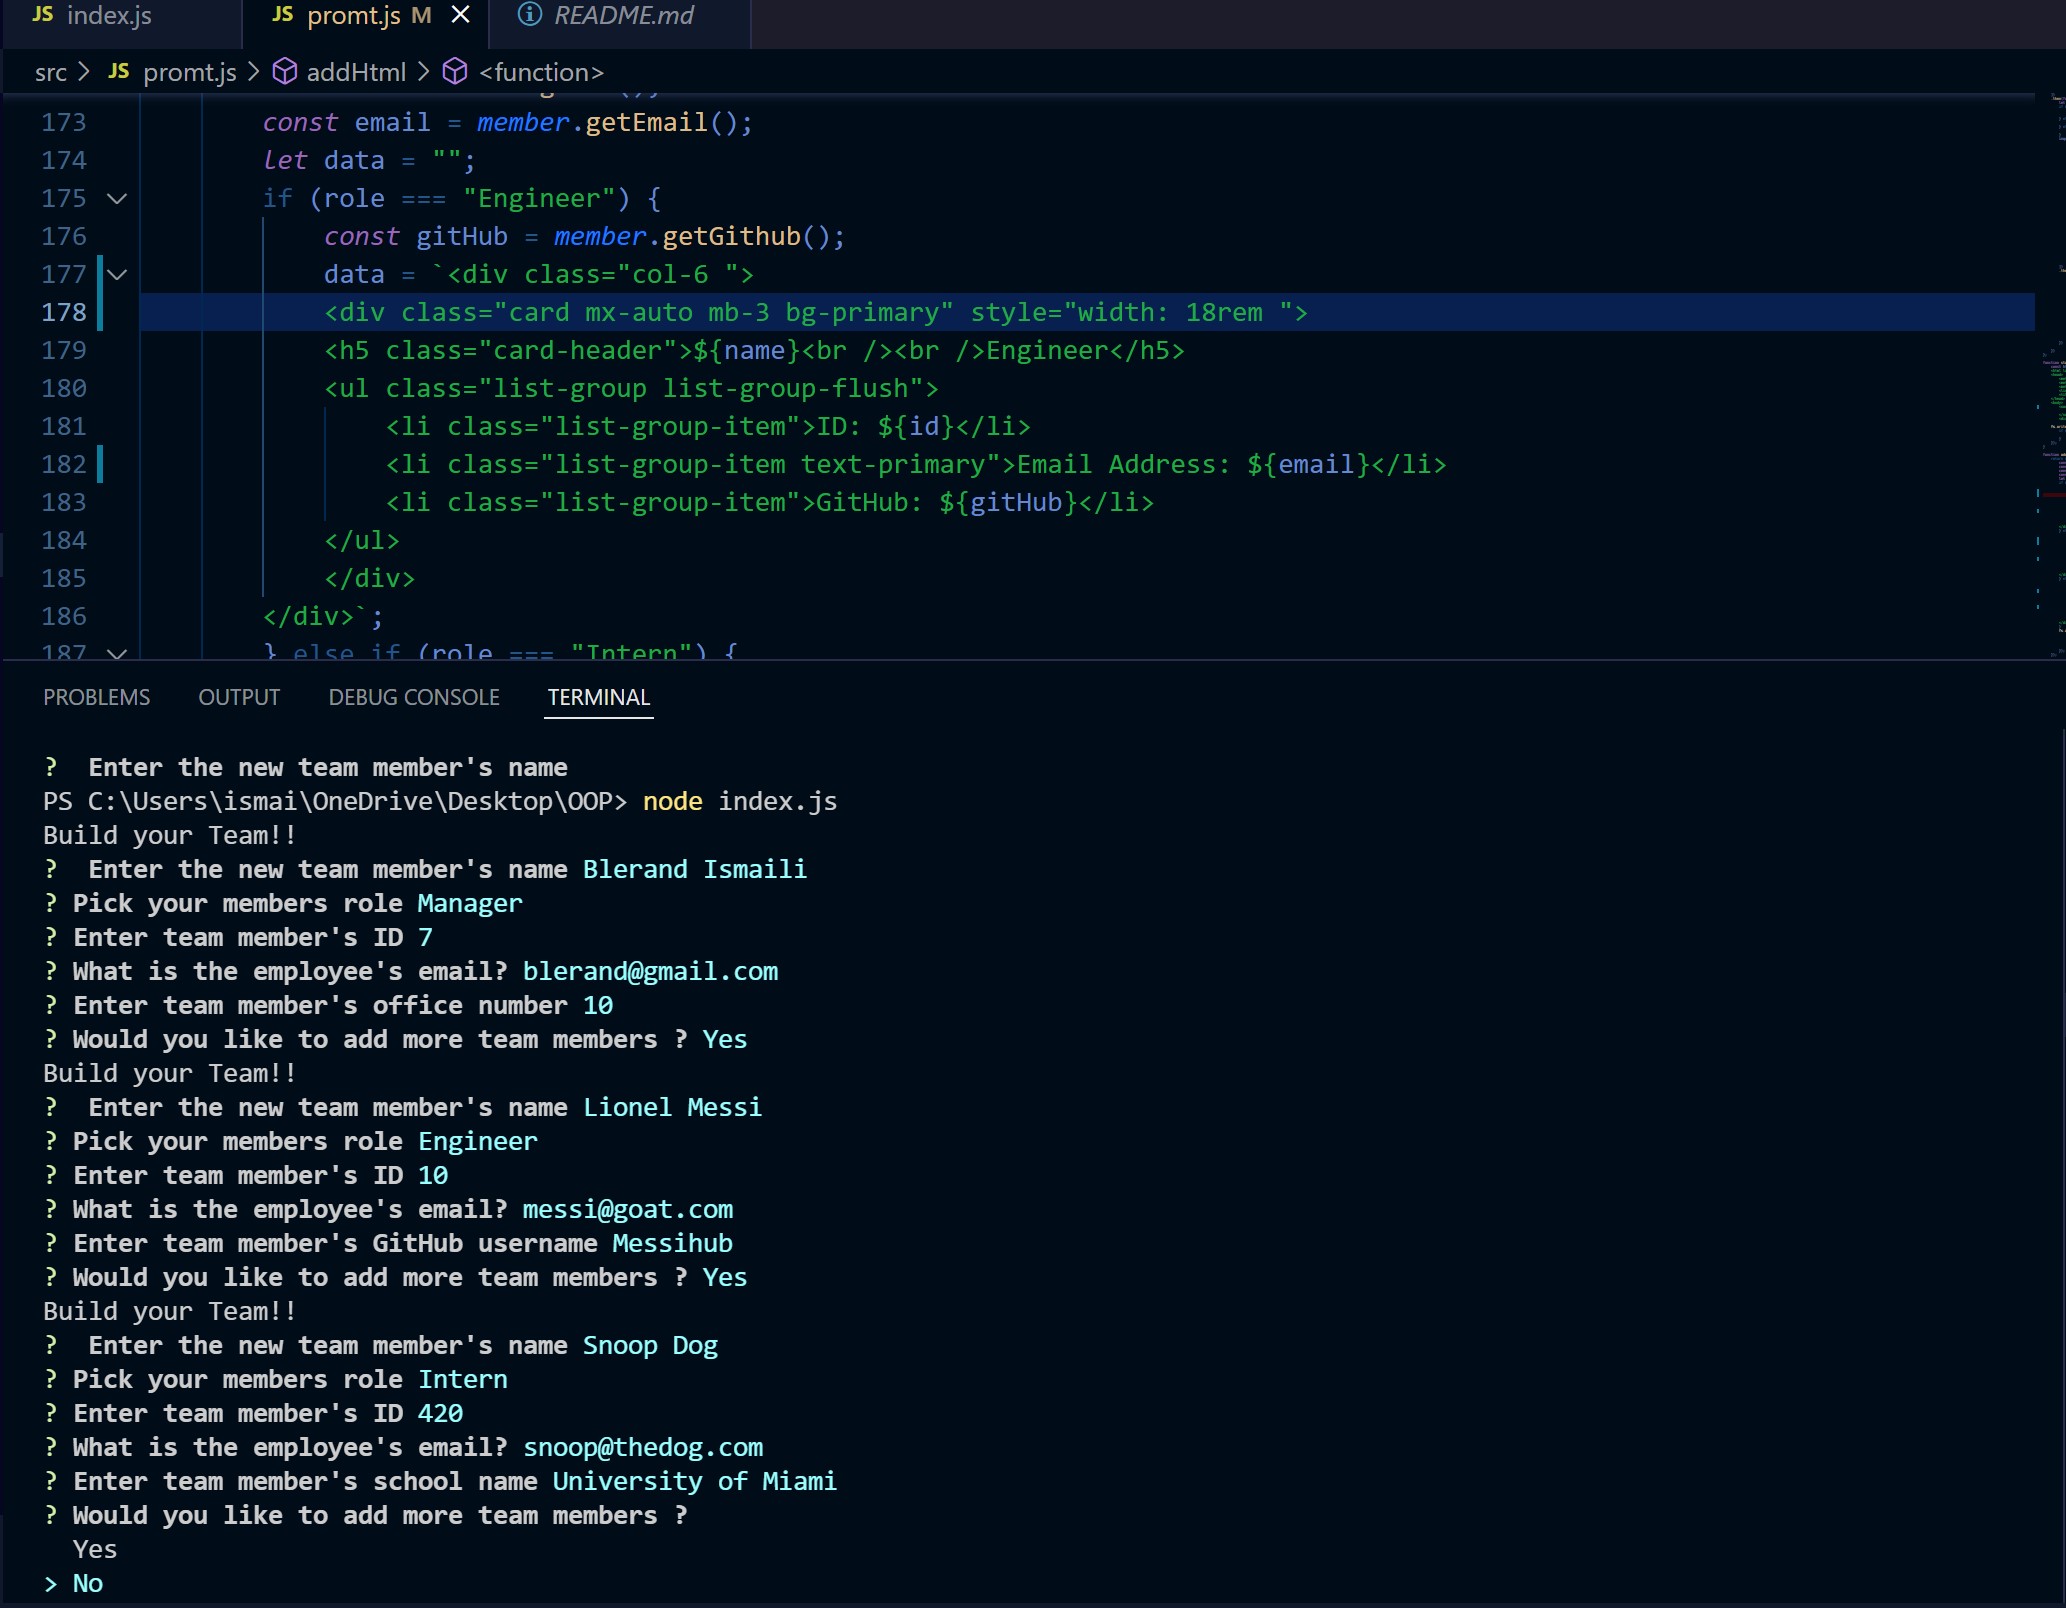 JS index.js JS promt.js M README.md
src > JS promt.js > addHtml > <function>
173 const email = member.getEmail();
174 let data = "";
175 if (role === "Engineer") {
176 const gitHub = member.getGithub();
177 data = `<div class="col-6 ">
178 <div class="card mx-auto mb-3 bg-primary" style="width: 18rem ">
179 <h5 class="card-header">${name}<br /><br />Engineer</h5>
180 <ul class="list-group list-group-flush">
181 <li class="list-group-item">ID: ${id}</li>
182 <li class="list-group-item text-primary">Email Address: ${email}</li>
183 <li class="list-group-item">GitHub: ${gitHub}</li>
184 </ul>
185 </div>
186 </div>`;
187 } else if (role === "Intern") {
PROBLEMS OUTPUT DEBUG CONSOLE TERMINAL
?  Enter the new team member's name
PS C:\Users\ismai\OneDrive\Desktop\OOP> node index.js
Build your Team!!
?  Enter the new team member's name Blerand Ismaili
? Pick your members role Manager
? Enter team member's ID 7
? What is the employee's email? blerand@gmail.com
? Enter team member's office number 10
? Would you like to add more team members ? Yes
Build your Team!!
?  Enter the new team member's name Lionel Messi
? Pick your members role Engineer
? Enter team member's ID 10
? What is the employee's email? messi@goat.com
? Enter team member's GitHub username Messihub
? Would you like to add more team members ? Yes
Build your Team!!
?  Enter the new team member's name Snoop Dog
? Pick your members role Intern
? Enter team member's ID 420
? What is the employee's email? snoop@thedog.com
? Enter team member's school name University of Miami
? Would you like to add more team members ?
Yes
> No